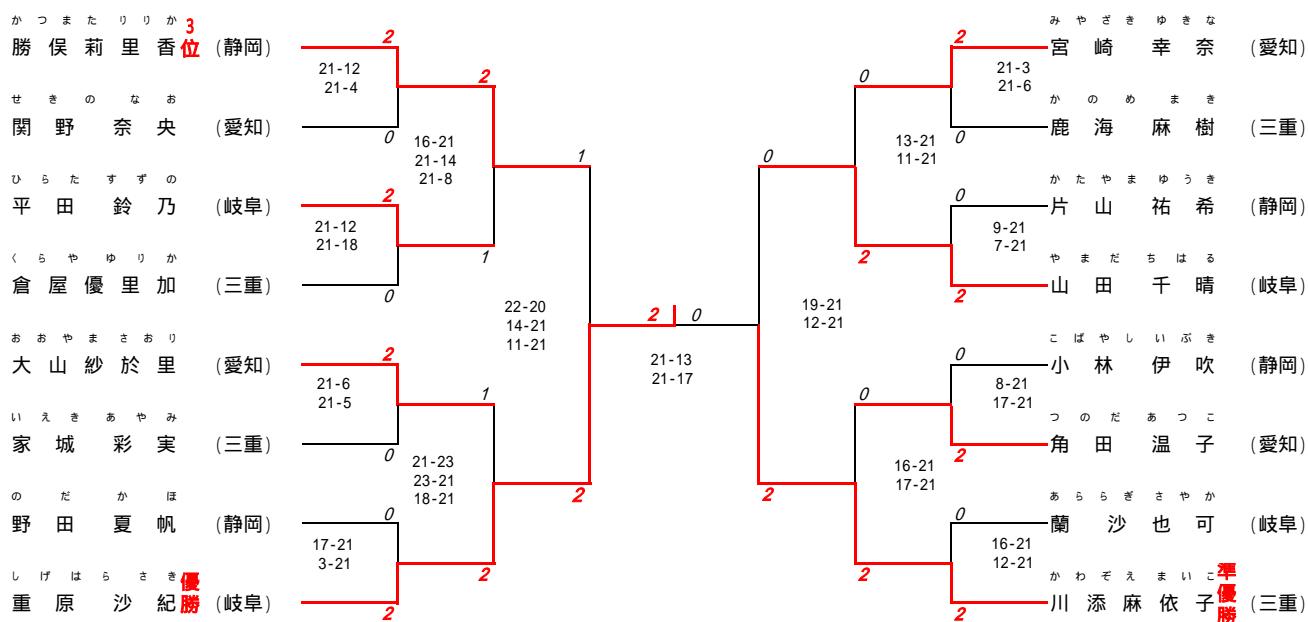 かつまたりりか 3
勝俣莉里香 位 (静岡)
せきのなお
関野奈央 (愛知)
ひらたすずの
平田鈴乃 (岐阜)
くらやゆりか
倉屋優里加 (三重)
おおやまさおり
大山紗於里 (愛知)
いえきあやみ
家城彩実 (三重)
のだかほ
野田夏帆 (静岡)
しげはらさき 優
重原沙紀 勝 (岐阜)
2
21-12
21-4
0
2
21-12
21-18
0
2
21-6
21-5
0
0
17-21
3-21
2
2
16-21
21-14
21-8
1
1
21-23
23-21
18-21
2
1
22-20
14-21
11-21
2
2 0
21-13
21-17
0
19-21
12-21
2
0
13-21
11-21
2
0
16-21
17-21
2
2
21-3
21-6
0
0
9-21
7-21
2
0
8-21
17-21
2
0
16-21
12-21
2
みやざきゆきな
宮崎幸奈 (愛知)
かのめまき
鹿海麻樹 (三重)
かたやまゆうき
片山祐希 (静岡)
やまだちはる
山田千晴 (岐阜)
こばやしいぶき
小林伊吹 (静岡)
つのだあつこ
角田温子 (愛知)
あららぎさやか
蘭沙也可 (岐阜)
かわぞえまいこ 準優
川添麻依子 勝 (三重)